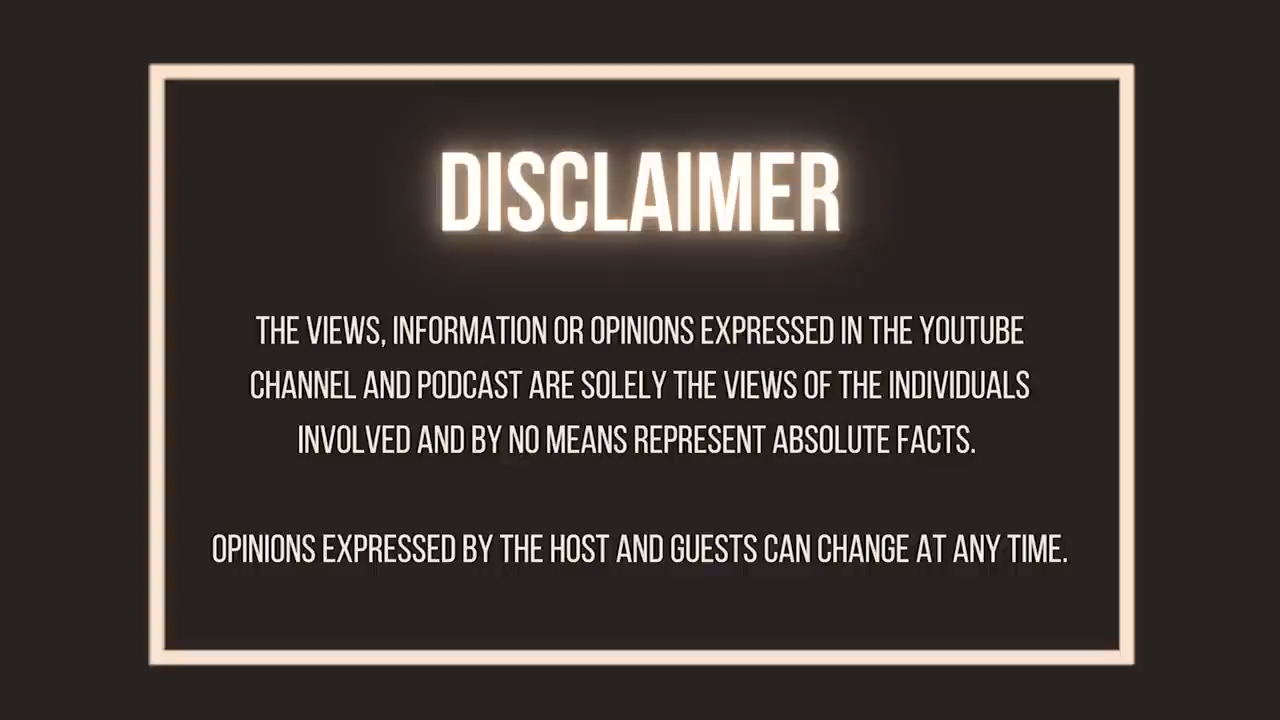 DISCLAIMER
THE VIEWS, INFORMATION OR OPINIONS EXPRESSED IN THE YOUTUBE
CHANNEL AND PODCAST ARE SOLELY THE VIEWS OF THE INDIVIDUALS
INVOLVED AND BY NO MEANS REPRESENT ABSOLUTE FACTS.
OPINIONS EXPRESSED BY THE HOST AND GUESTS CAN CHANGE AT ANY TIME.